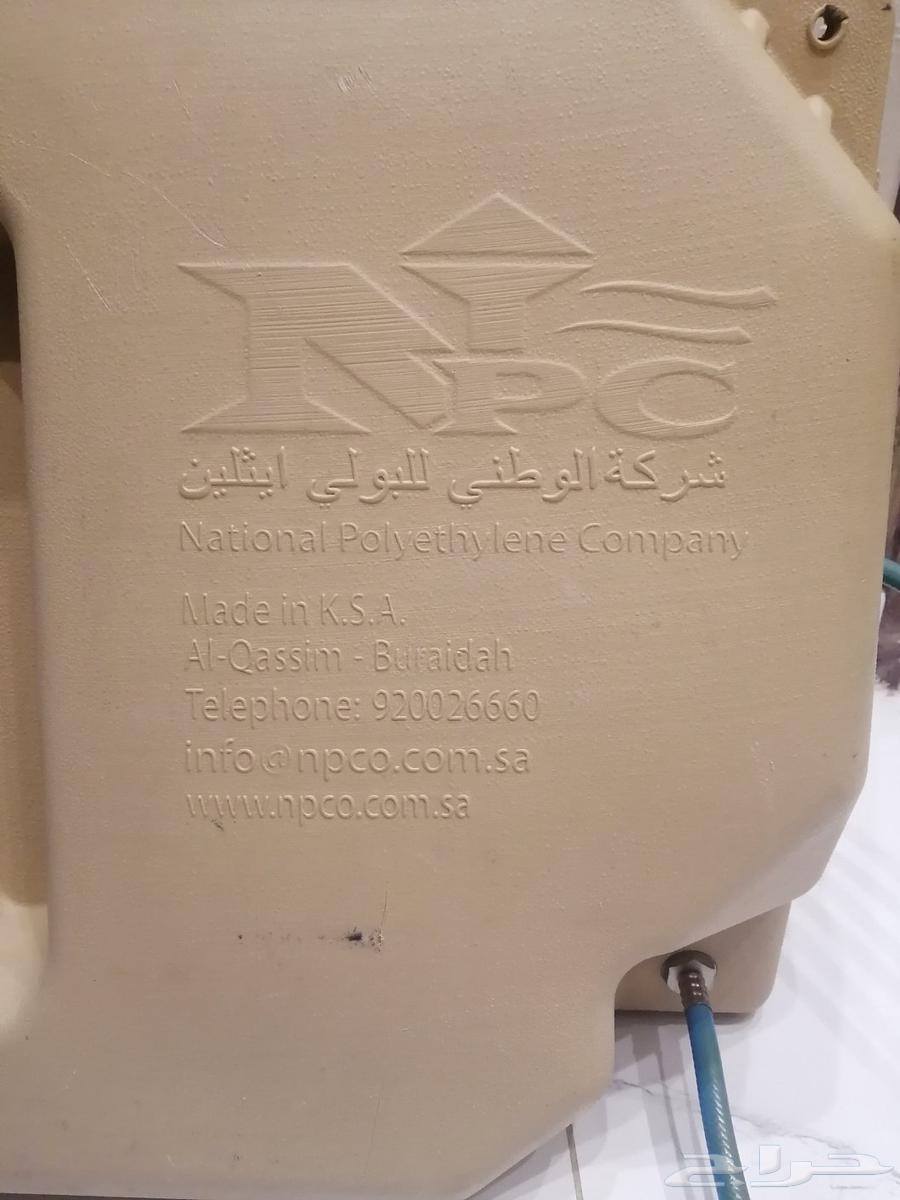 NPC
شركة الوطني للبولي ايثلين
National Polyethylene Company
Made in K.S.A.
Al-Qassim - Buraidah
Telephone: 920026660
info@npco.com.sa
www.npco.com.sa
حراج